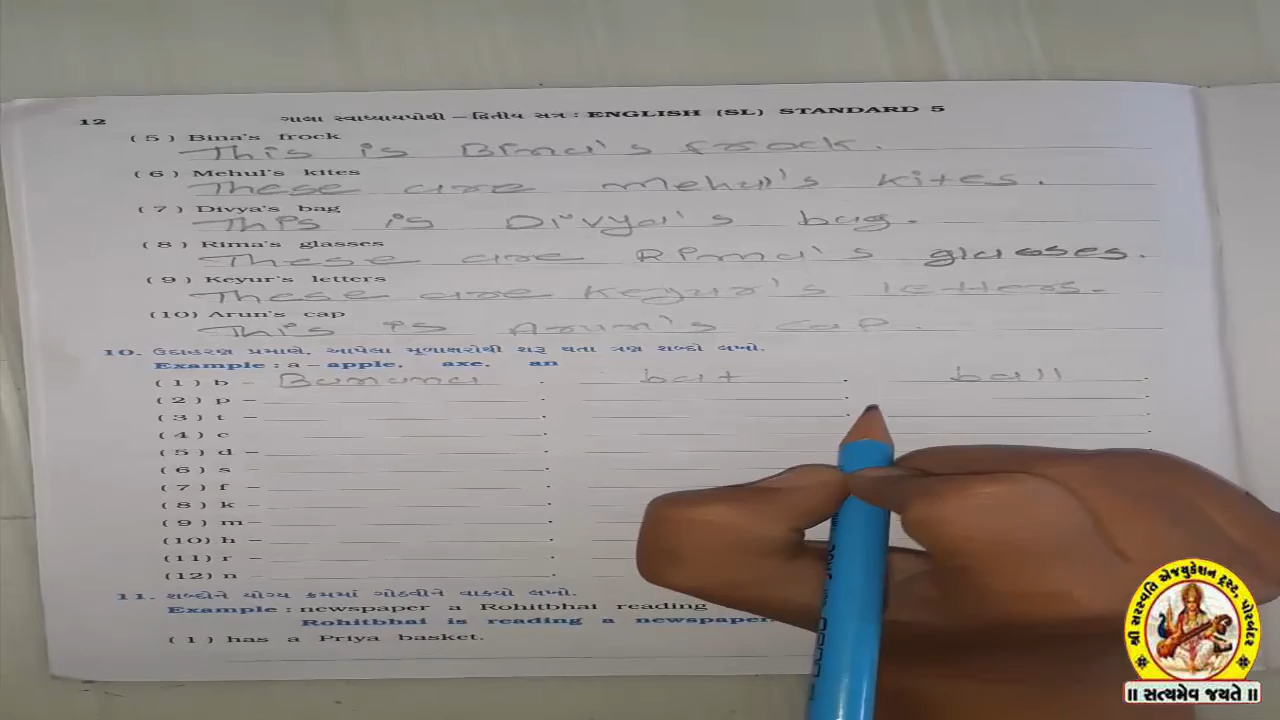 12 ગાલા સ્વાધ્યાયપોથી – દ્વિતીય સત્ર : ENGLISH (SL) STANDARD 5
(5) Bina's frock
This is Bina's frock.
(6) Mehul's kites
These are Mehul's kites.
(7) Divya's bag
This is Divya's bag.
(8) Rima's glasses
These are Rima's glasses.
(9) Keyur's letters
These are Keyur's letters.
(10) Arun's cap
This is Arun's cap.
10. ઉદાહરણ પ્રમાણે, આપેલા મૂળાક્ષરોથી શરૂ થતા ત્રણ શબ્દો લખો.
Example : a – apple, axe, an
(1) b – Banana , bat , ball .
(2) p –
(3) t –
(4) c
(5) d –
(6) s
(7) f –
(8) k
(9) m –
(10) h
(11) r –
(12) n
11. શબ્દોને યોગ્ય ક્રમમાં ગોઠવીને વાક્યો લખો.
Example : newspaper a Rohitbhai reading
Rohitbhai is reading a newspaper
(1) has a Priya basket.
શ્રી સરસ્વતિ એજ્યુકેશન ટ્રસ્ટ, પોરબંદર
॥ સત્યમેવ જયતે ॥